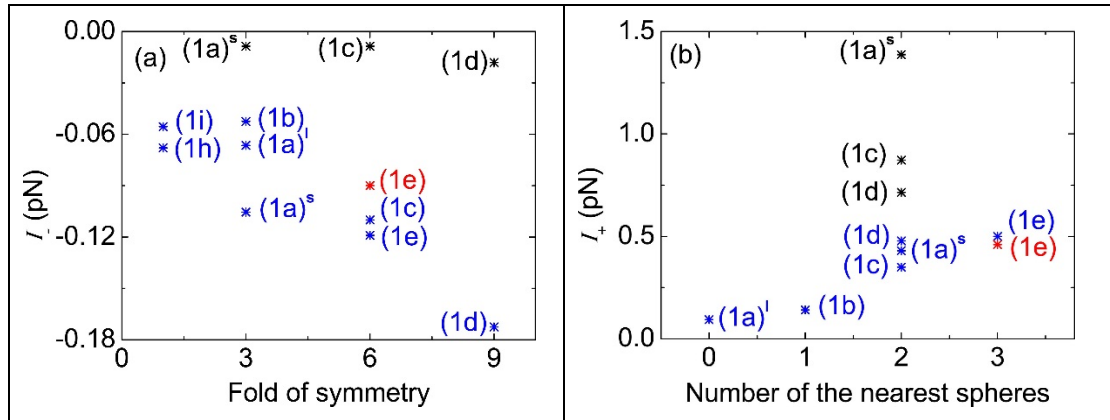 (a)
0.00
-0.06
-0.12
-0.18
I_ (pN)
(1a)ˢ
(1c)
(1d)
(1i)
(1b)
(1h)
(1a)ˡ
(1e)
(1a)ˢ
(1c)
(1e)
(1d)
0 3 6 9
Fold of symmetry
(b)
1.5
1.0
0.5
0.0
I₊ (pN)
(1a)ˢ
(1c)
(1d)
(1d)
(1e)
(1a)ˢ
(1e)
(1c)
(1a)ˡ
(1b)
0 1 2 3
Number of the nearest spheres